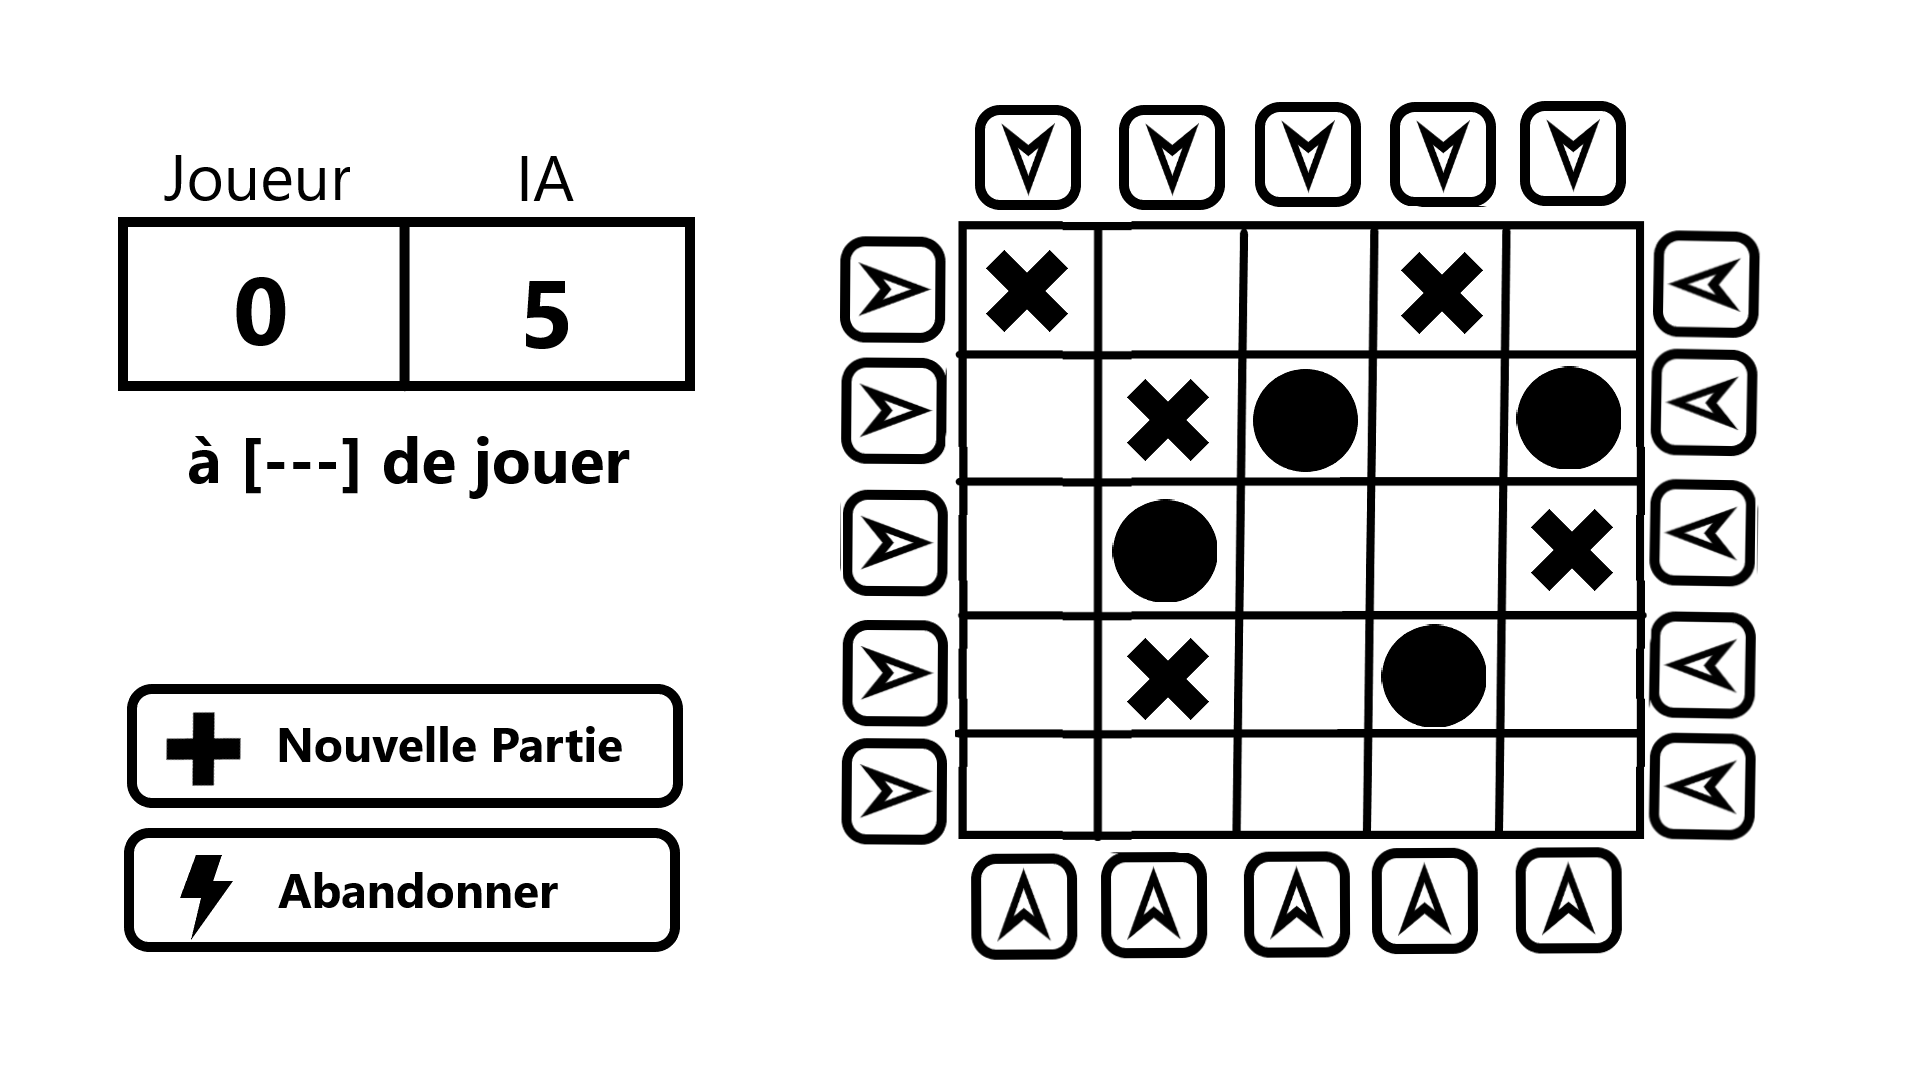 Joueur IA
0 5
à [---] de jouer
Nouvelle Partie
Abandonner